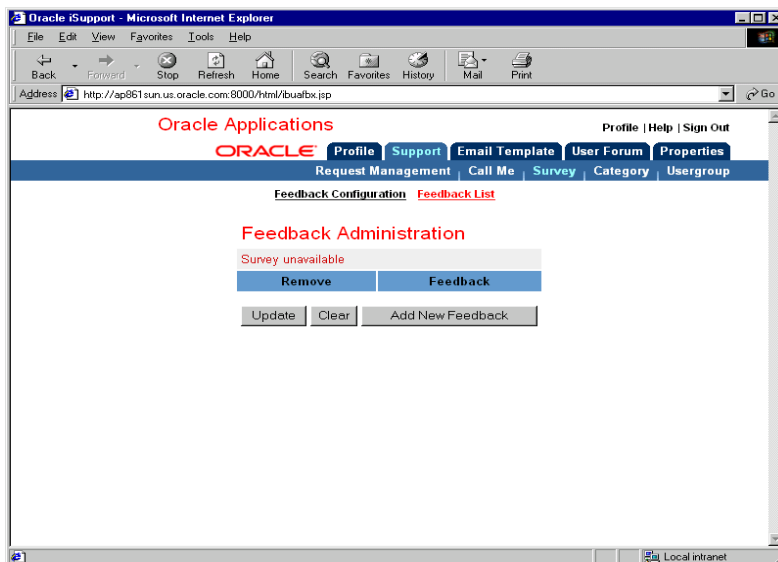 Oracle iSupport - Microsoft Internet Explorer
File Edit View Favorites Tools Help
Back Forward Stop Refresh Home Search Favorites History Mail Print
Address http://ap861sun.us.oracle.com:8000/html/ibuafbx.jsp Go
Oracle Applications Profile | Help | Sign Out
ORACLE Profile Support Email Template User Forum Properties
Request Management | Call Me | Survey | Category | Usergroup
Feedback Configuration Feedback List
Feedback Administration
Survey unavailable
Remove Feedback
Update Clear Add New Feedback
Local intranet